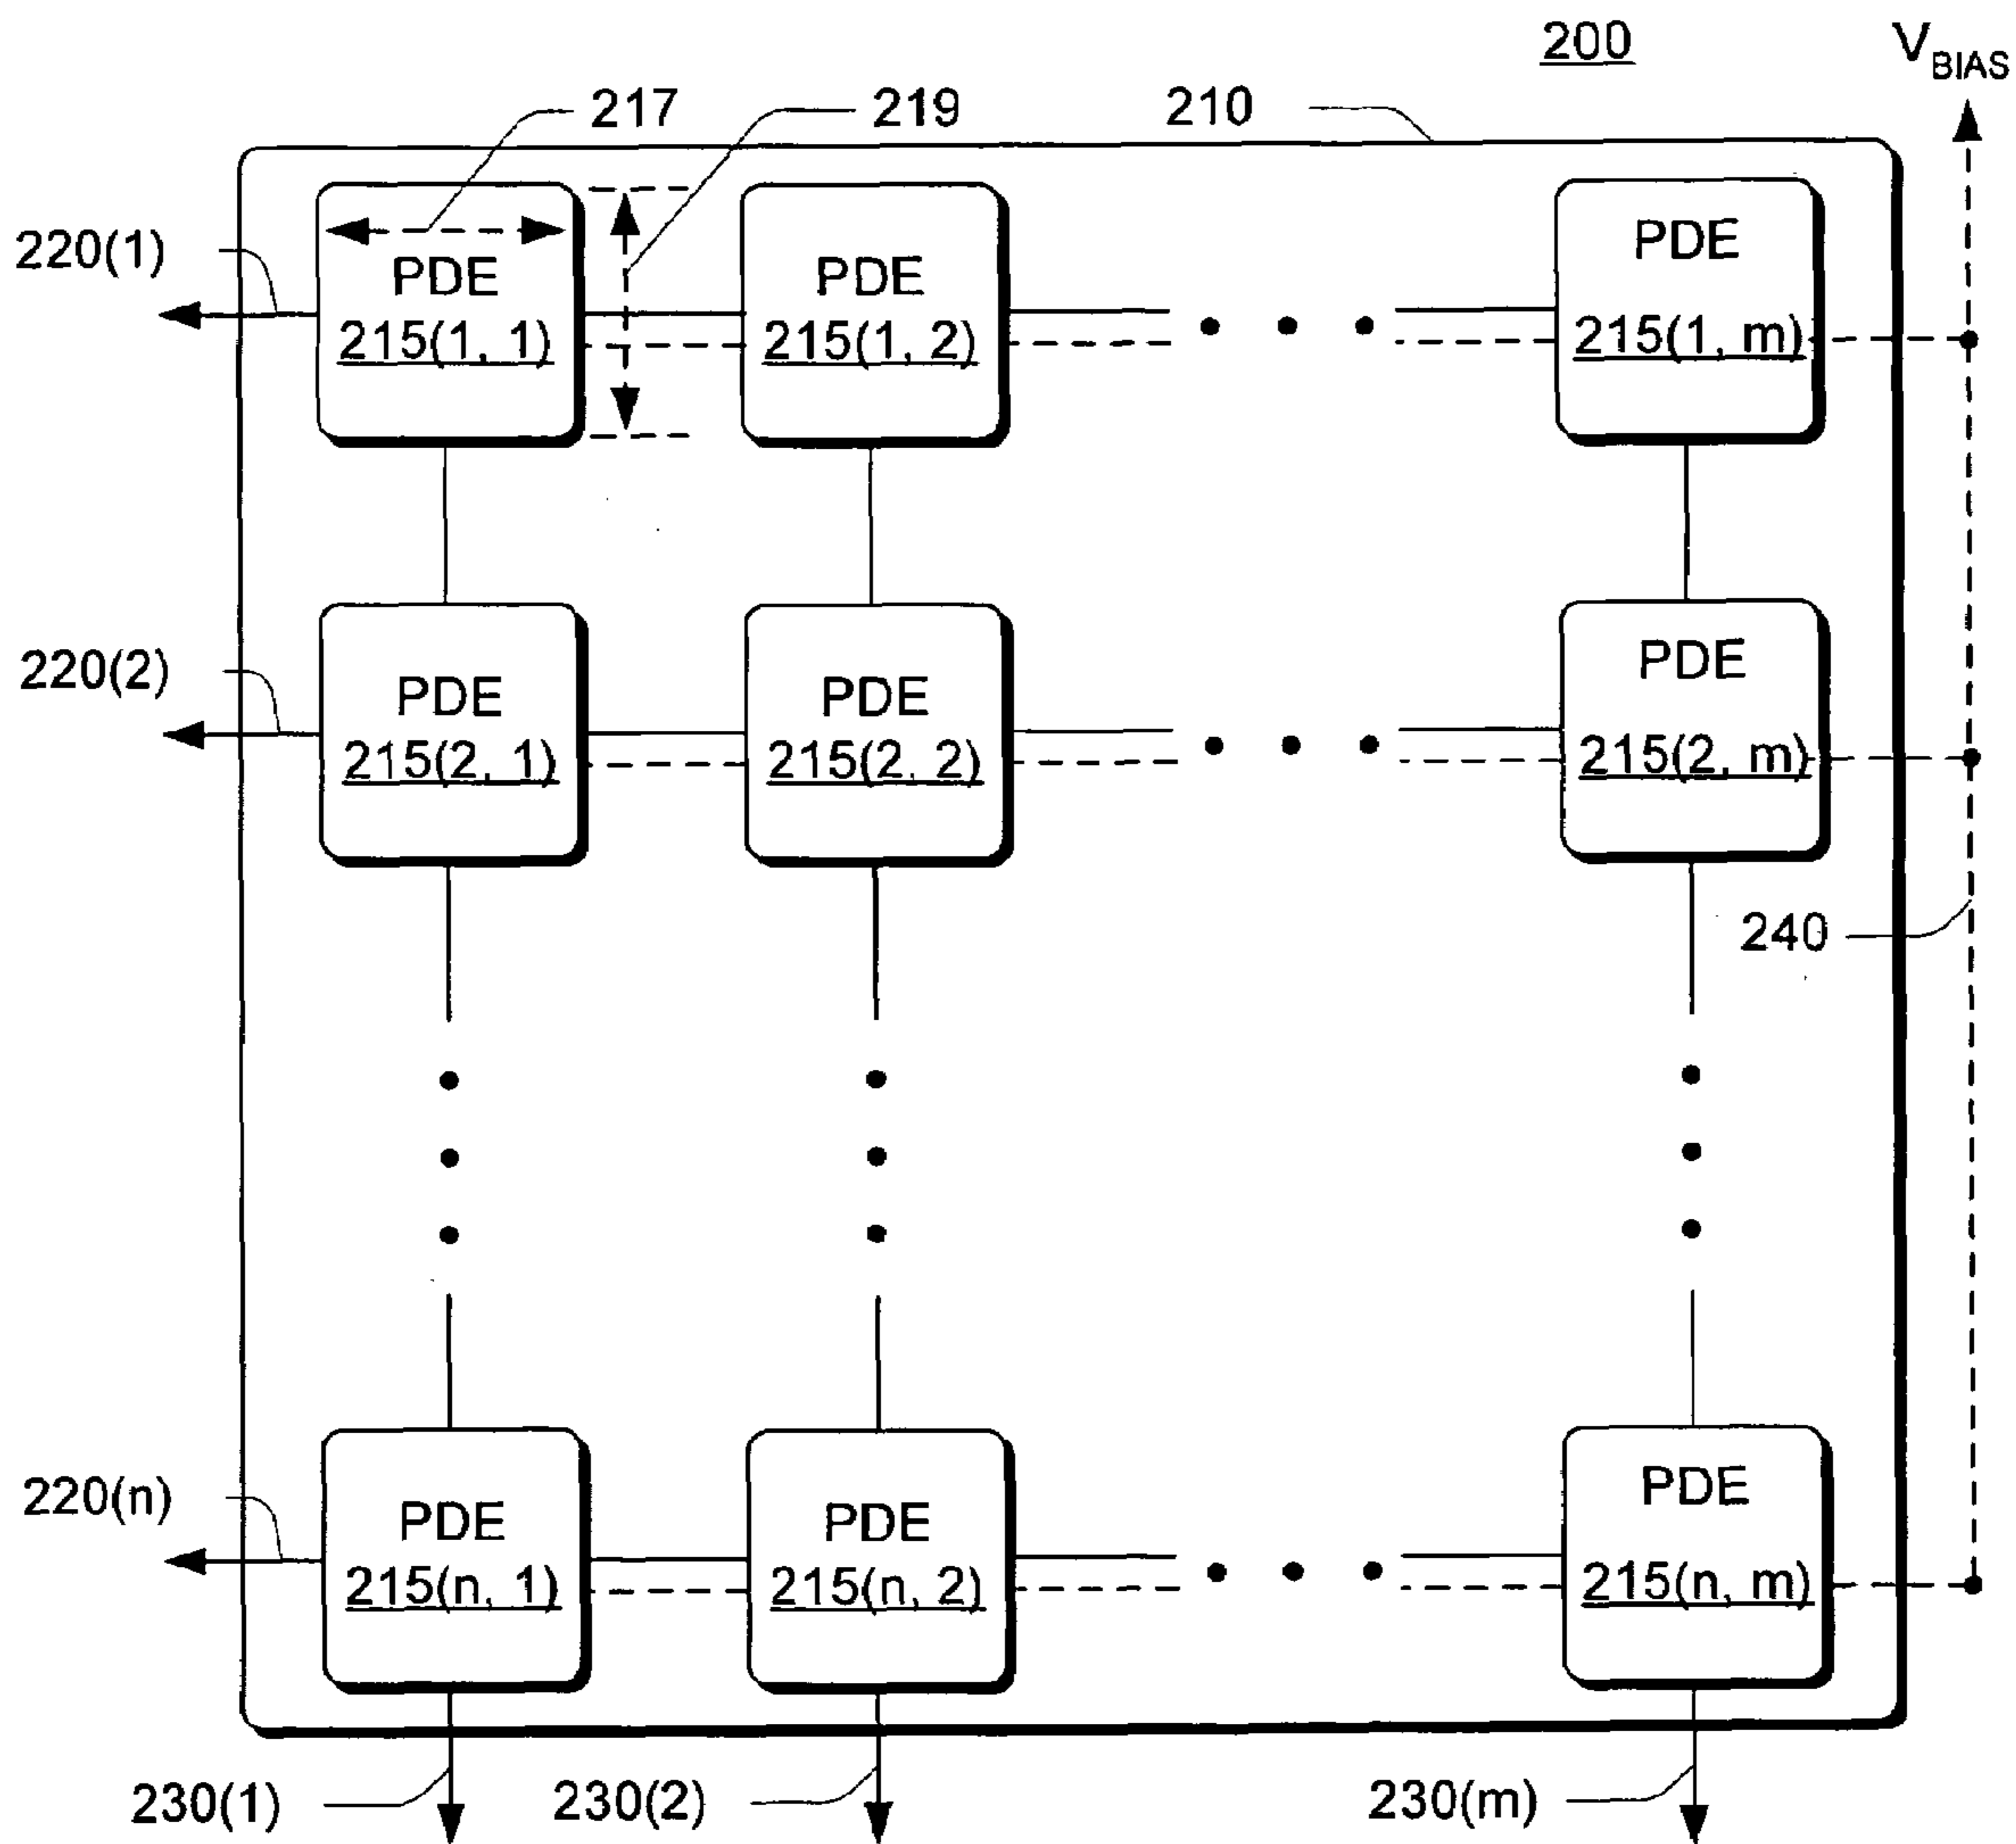 200
V BIAS
217
219
210
220(1)
PDE
215(1, 1)
PDE
215(1, 2)
PDE
215(1, m)
220(2)
PDE
215(2, 1)
PDE
215(2, 2)
PDE
215(2, m)
240
220(n)
PDE
215(n, 1)
PDE
215(n, 2)
PDE
215(n, m)
230(1)
230(2)
230(m)